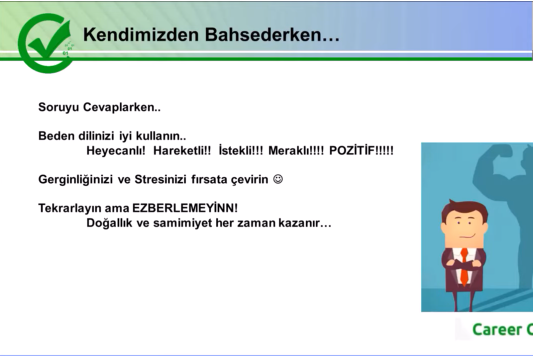 Kendimizden Bahsederken…
Soruyu Cevaplarken..
Beden dilinizi iyi kullanın..
Heyecanlı! Hareketli!! İstekli!!! Meraklı!!!! POZİTİF!!!!!
Gerginliğinizi ve Stresinizi fırsata çevirin ☺
Tekrarlayın ama EZBERLEMEYİNN!
Doğallık ve samimiyet her zaman kazanır…
Career